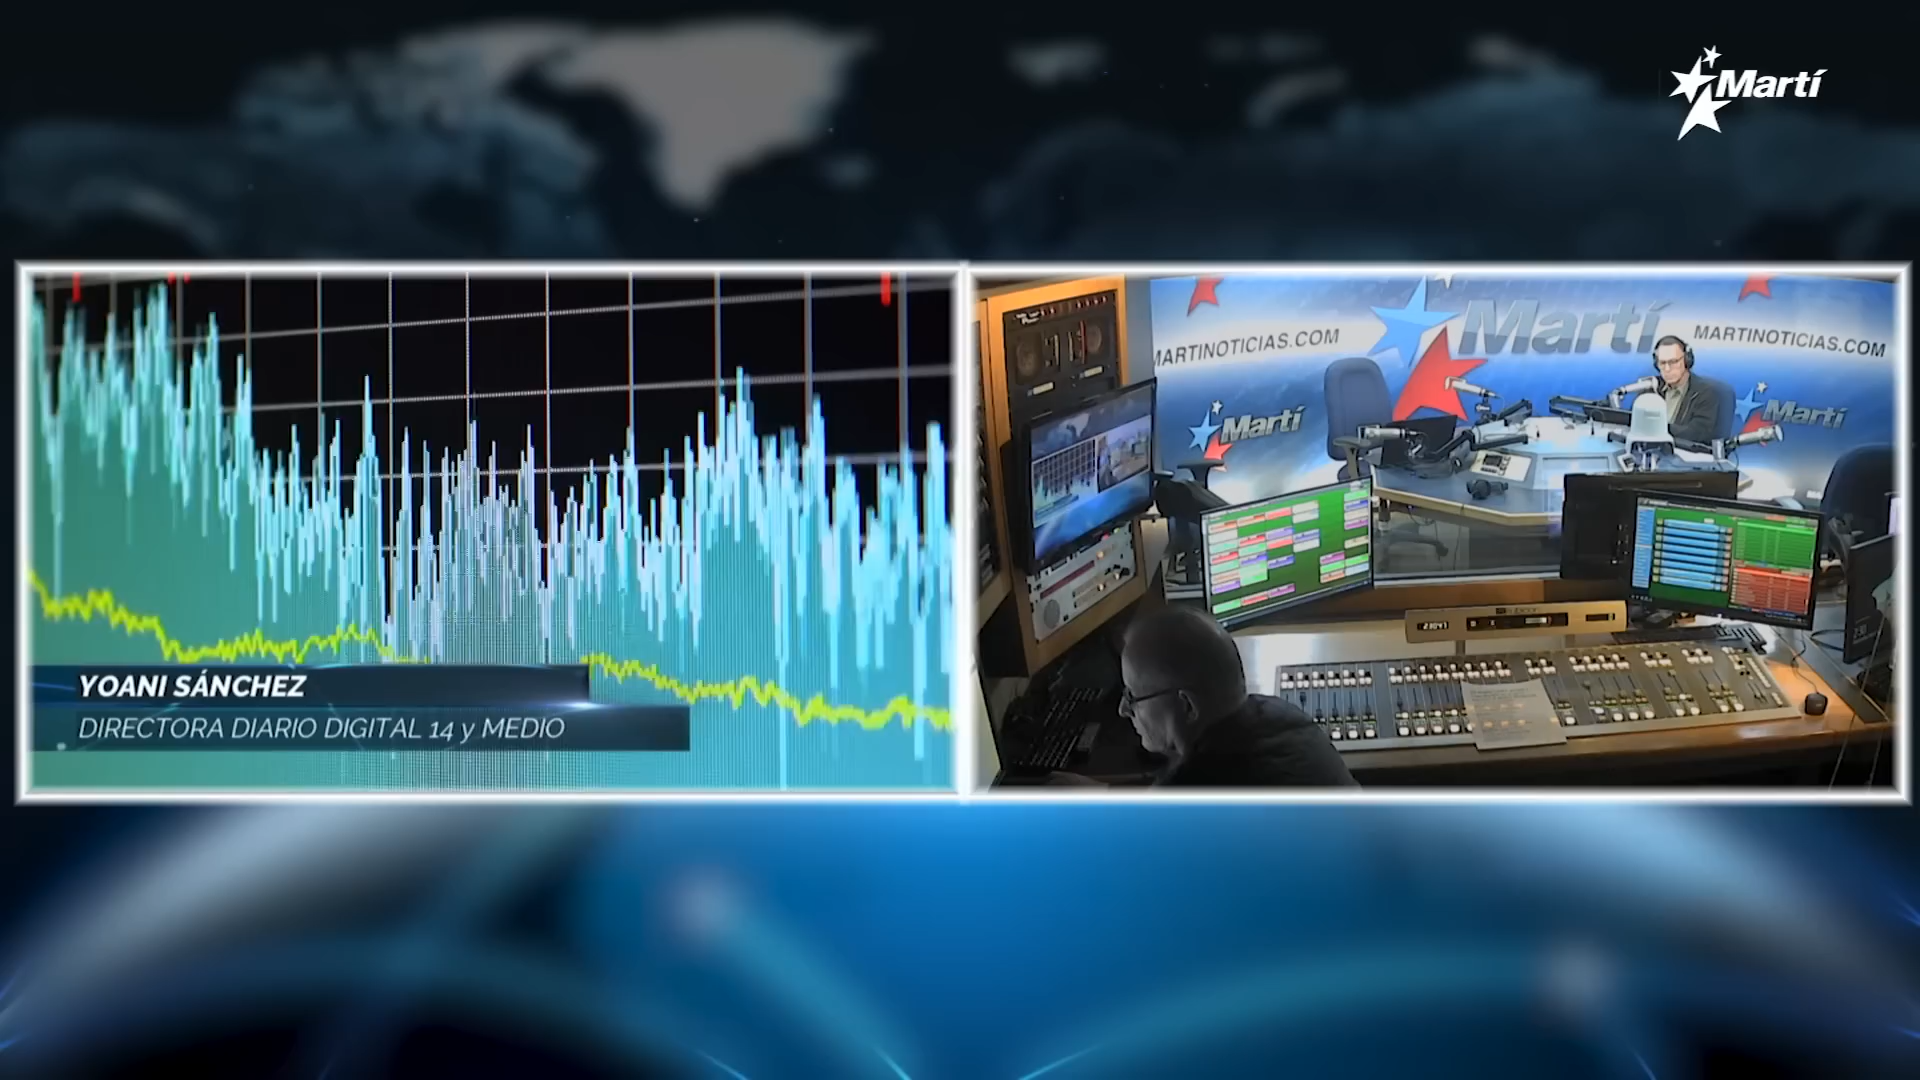 Martí
MARTINOTICIAS.COM
Martí
MARTINOTICIAS.COM
Martí
Martí
YOANI SÁNCHEZ
DIRECTORA DIARIO DIGITAL 14 y MEDIO